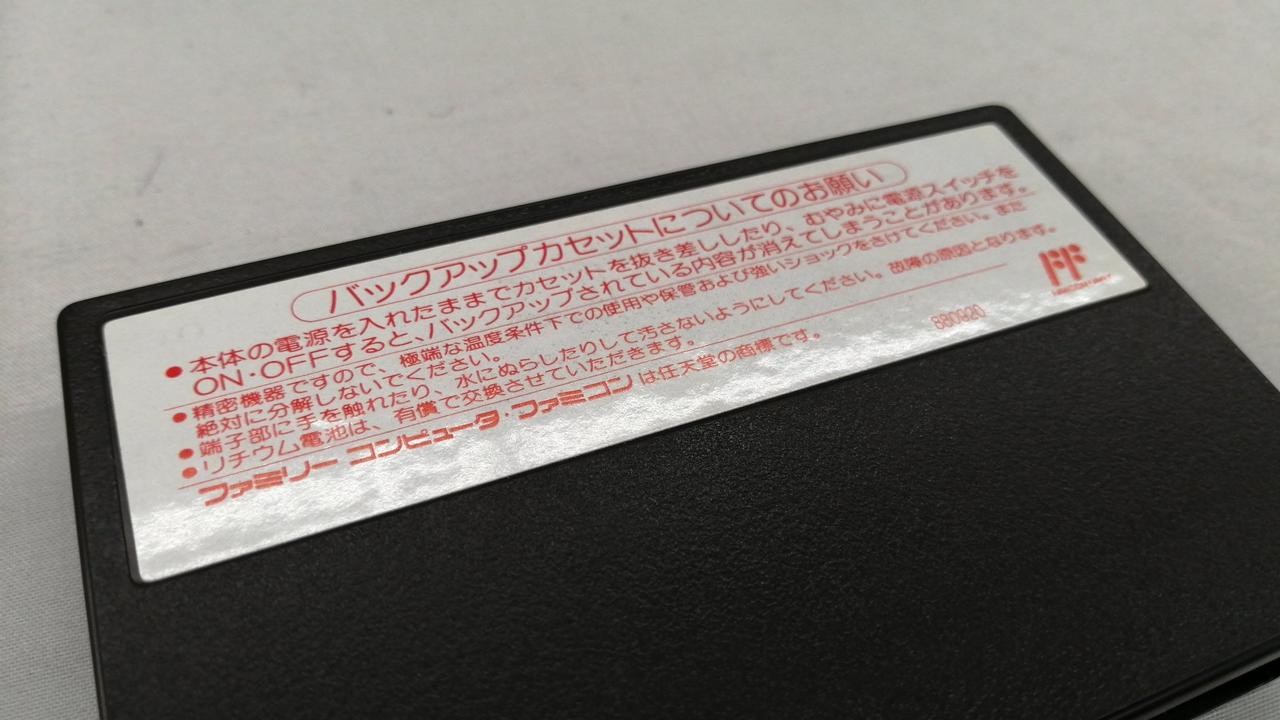 バックアップカセットについてのお願い
●本体の電源を入れたままでカセットを抜き差ししたり、むやみに電源スイッチを
ON・OFFすると、バックアップされている内容が消えてしまうことがあります。
●精密機器ですので、極端な温度条件下での使用や保管および強いショックをさけてください。また
絶対に分解しないでください。
●端子部に手を触れたり、水にぬらしたりして汚さないようにしてください。故障の原因となります。
●リチウム電池は、有償で交換させていただきます。
ファミリー コンピュータ・ファミコン は任天堂の商標です。
880920